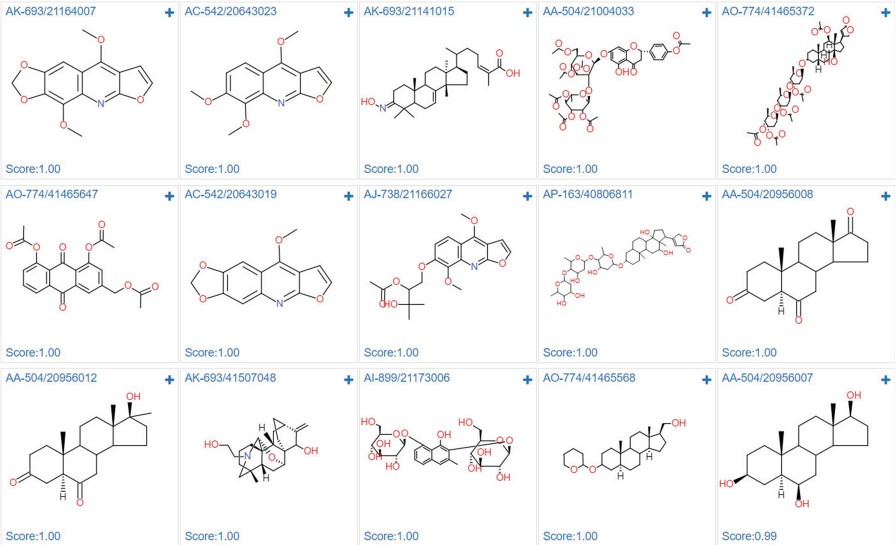 AK-693/21164007 +
AC-542/20643023 +
AK-693/21141015 +
AA-504/21004033 +
AO-774/41465372 +
Score:1.00
Score:1.00
Score:1.00
Score:1.00
Score:1.00
AO-774/41465647 +
AC-542/20643019 +
AJ-738/21166027 +
AP-163/40806811 +
AA-504/20956008 +
Score:1.00
Score:1.00
Score:1.00
Score:1.00
Score:1.00
AA-504/20956012 +
AK-693/41507048 +
AI-899/21173006 +
AO-774/41465568 +
AA-504/20956007 +
Score:1.00
Score:1.00
Score:1.00
Score:1.00
Score:0.99